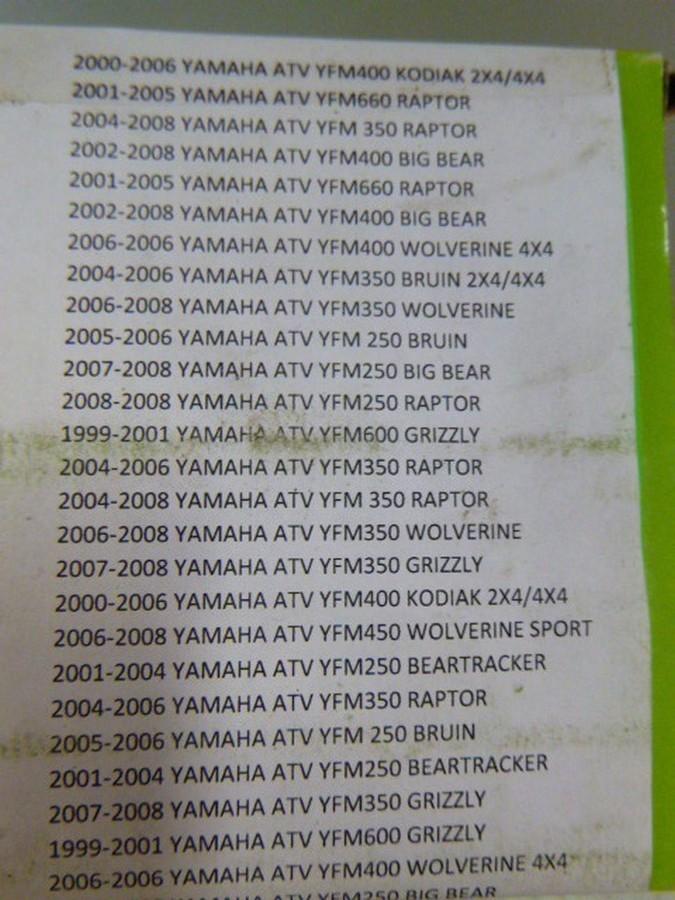 2000-2006 YAMAHA ATV YFM400 KODIAK 2X4/4X4
2001-2005 YAMAHA ATV YFM660 RAPTOR
2004-2008 YAMAHA ATV YFM 350 RAPTOR
2002-2008 YAMAHA ATV YFM400 BIG BEAR
2001-2005 YAMAHA ATV YFM660 RAPTOR
2002-2008 YAMAHA ATV YFM400 BIG BEAR
2006-2006 YAMAHA ATV YFM400 WOLVERINE 4X4
2004-2006 YAMAHA ATV YFM350 BRUIN 2X4/4X4
2006-2008 YAMAHA ATV YFM350 WOLVERINE
2005-2006 YAMAHA ATV YFM 250 BRUIN
2007-2008 YAMAHA ATV YFM250 BIG BEAR
2008-2008 YAMAHA ATV YFM250 RAPTOR
1999-2001 YAMAHA ATV YFM600 GRIZZLY
2004-2006 YAMAHA ATV YFM350 RAPTOR
2004-2008 YAMAHA ATV YFM 350 RAPTOR
2006-2008 YAMAHA ATV YFM350 WOLVERINE
2007-2008 YAMAHA ATV YFM350 GRIZZLY
2000-2006 YAMAHA ATV YFM400 KODIAK 2X4/4X4
2006-2008 YAMAHA ATV YFM450 WOLVERINE SPORT
2001-2004 YAMAHA ATV YFM250 BEARTRACKER
2004-2006 YAMAHA ATV YFM350 RAPTOR
2005-2006 YAMAHA ATV YFM 250 BRUIN
2001-2004 YAMAHA ATV YFM250 BEARTRACKER
2007-2008 YAMAHA ATV YFM350 GRIZZLY
1999-2001 YAMAHA ATV YFM600 GRIZZLY
2006-2006 YAMAHA ATV YFM400 WOLVERINE 4X4
YAMAHA ATV YFM250 BIG BEAR